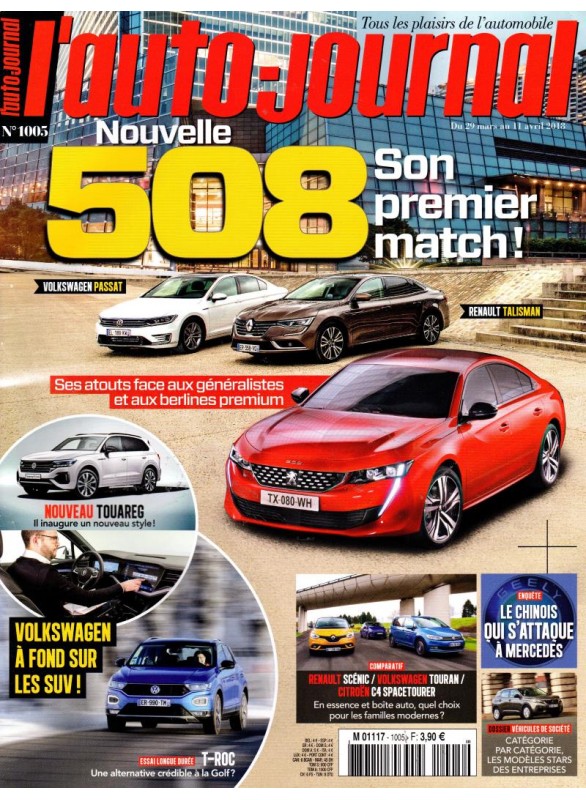 l'auto-journal
Tous les plaisirs de l'automobile
l'auto-journal
N° 1005
Du 29 mars au 11 avril 2018
Nouvelle
508
Son
premier
match !
VOLKSWAGEN PASSAT
RENAULT TALISMAN
Ses atouts face aux généralistes
et aux berlines premium
TX-080-WH
NOUVEAU TOUAREG
Il inaugure un nouveau style !
VOLKSWAGEN
À FOND SUR
LES SUV !
ESSAI LONGUE DURÉE T-ROC
Une alternative crédible à la Golf ?
COMPARATIF
RENAULT SCÉNIC / VOLKSWAGEN TOURAN /
CITROËN C4 SPACETOURER
En essence et boîte auto, quel choix
pour les familles modernes ?
ENQUÊTE
GEELY
LE CHINOIS
QUI S'ATTAQUE
À MERCEDÈS
DOSSIER VÉHICULES DE SOCIÉTÉ
CATÉGORIE
PAR CATÉGORIE,
LES MODÈLES STARS
DES ENTREPRISES
M 01117 - 1005 - F: 3,90 €